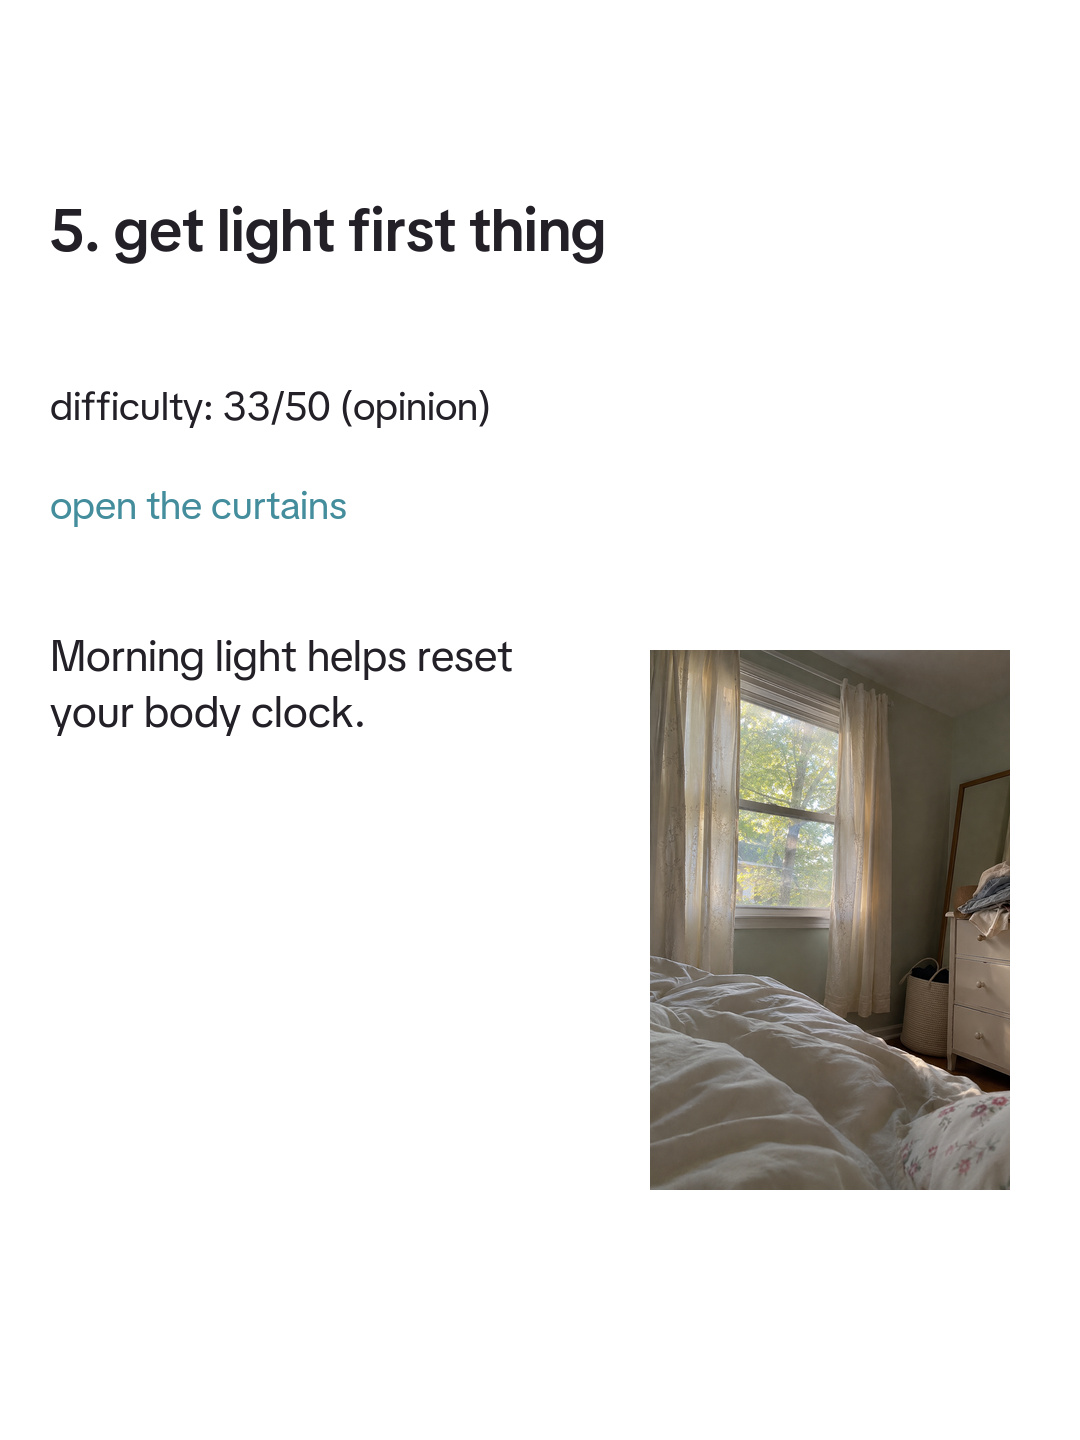 5. get light first thing
difficulty: 33/50 (opinion)
open the curtains
Morning light helps reset
your body clock.